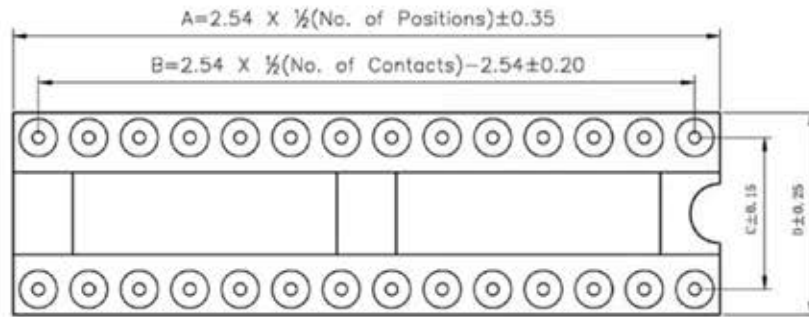 A=2.54 X ½(No. of Positions)±0.35
B=2.54 X ½(No. of Contacts)−2.54±0.20
C±0.15
D±0.25